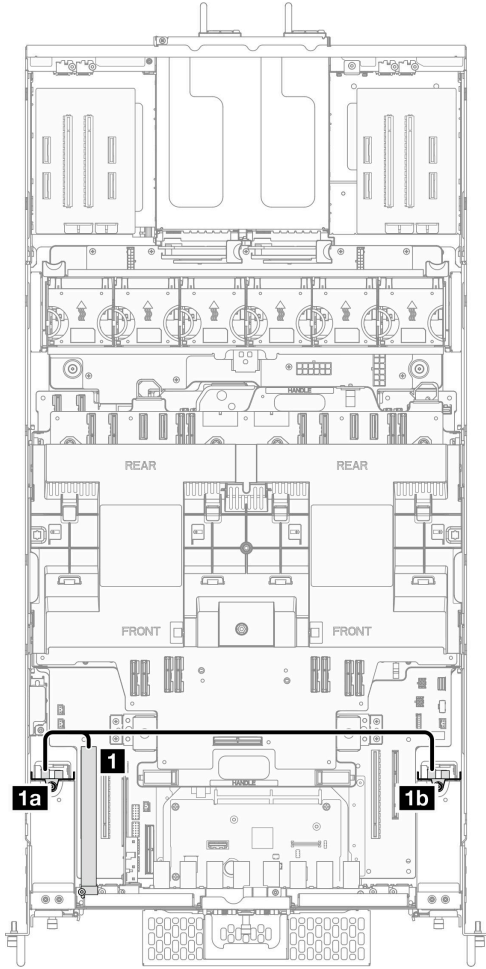 HANDLE
REAR
REAR
FRONT
FRONT
1
1a
1b
HANDLE